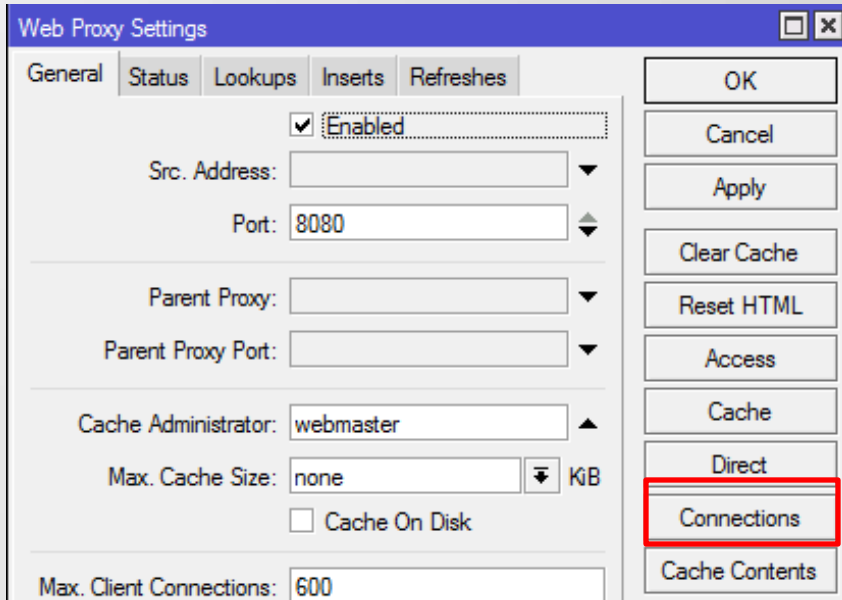 Web Proxy Settings
General Status Lookups Inserts Refreshes
Enabled
Src. Address:
Port: 8080
Parent Proxy:
Parent Proxy Port:
Cache Administrator: webmaster
Max. Cache Size: none KiB
Cache On Disk
Max. Client Connections: 600
OK
Cancel
Apply
Clear Cache
Reset HTML
Access
Cache
Direct
Connections
Cache Contents